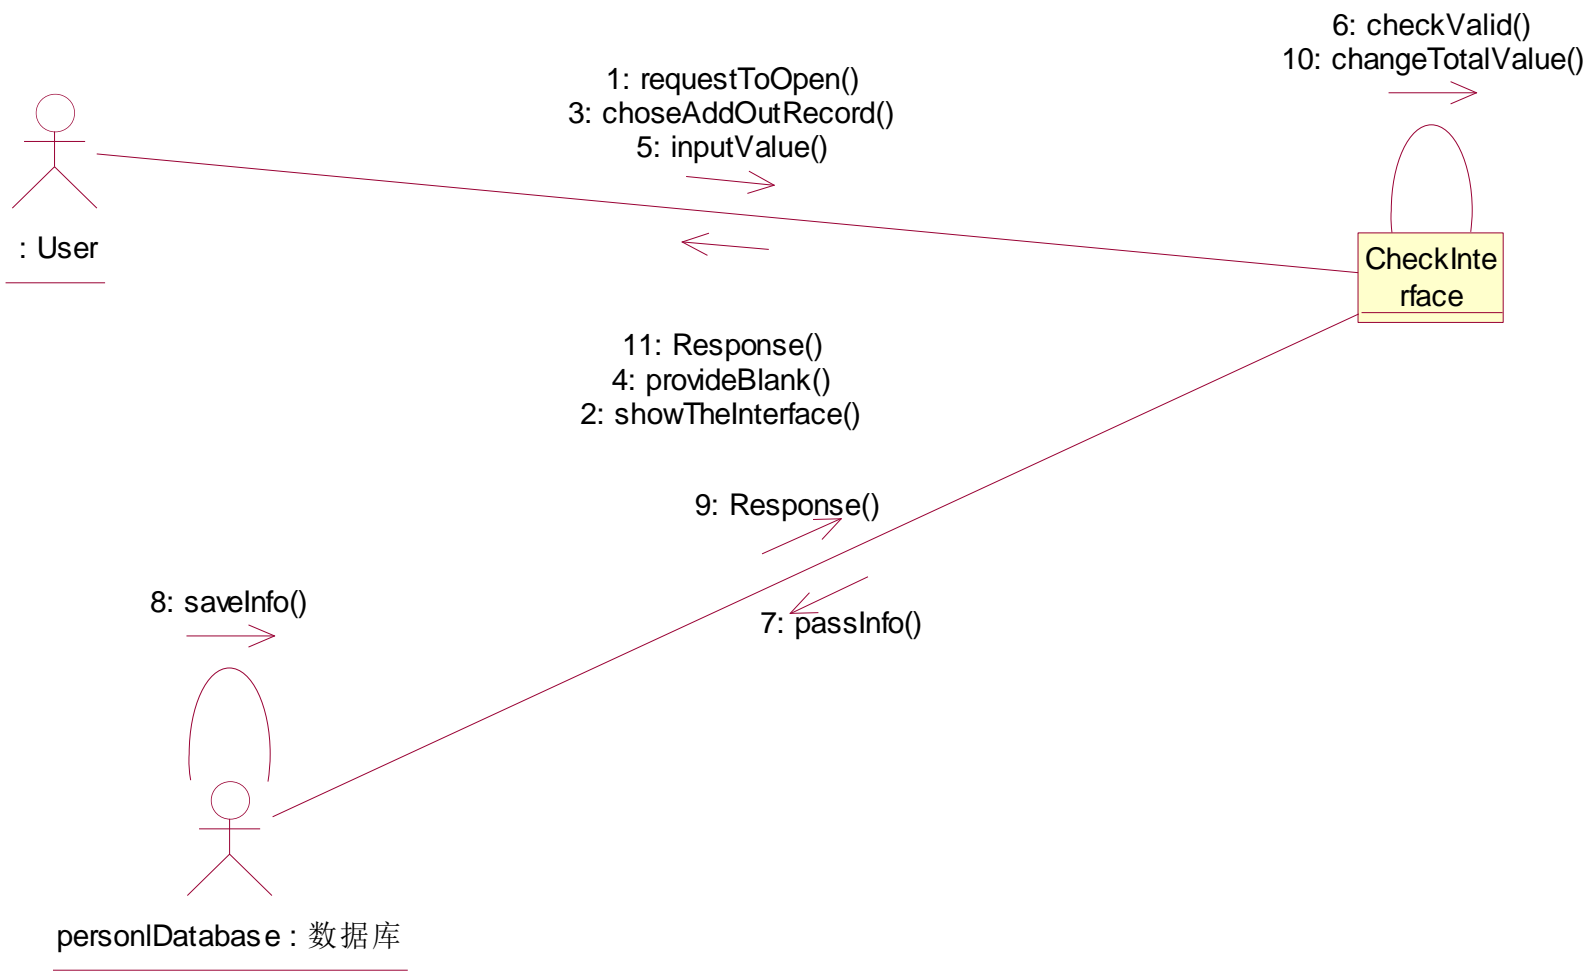 6: checkValid()
10: changeTotalValue()
1: requestToOpen()
3: choseAddOutRecord()
5: inputValue()
: User
CheckInte
rface
11: Response()
4: provideBlank()
2: showTheInterface()
9: Response()
7: passInfo()
8: saveInfo()
personlDatabase : 数据库